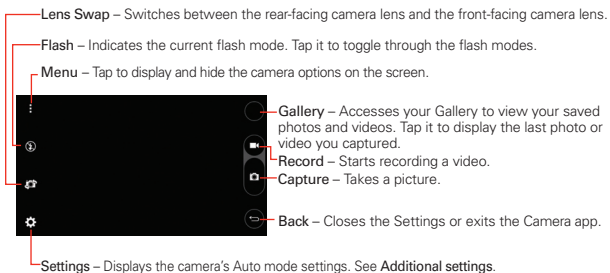 Lens Swap – Switches between the rear-facing camera lens and the front-facing camera lens.
Flash – Indicates the current flash mode. Tap it to toggle through the flash modes.
Menu – Tap to display and hide the camera options on the screen.
Gallery – Accesses your Gallery to view your saved
photos and videos. Tap it to display the last photo or
video you captured.
Record – Starts recording a video.
Capture – Takes a picture.
Back – Closes the Settings or exits the Camera app.
Settings – Displays the camera's Auto mode settings. See Additional settings.